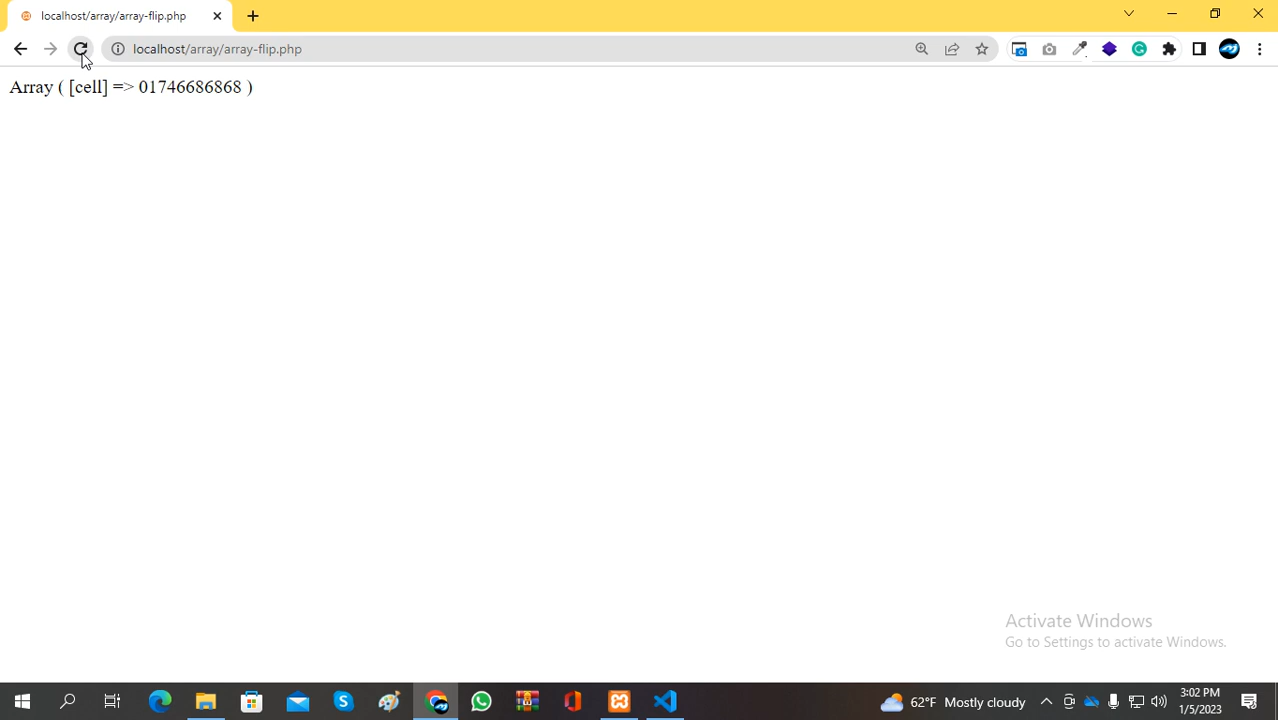 localhost/array/array-flip.php
localhost/array/array-flip.php
Array ( [cell] => 01746686868 )
Activate Windows
Go to Settings to activate Windows.
62°F Mostly cloudy
3:02 PM
1/5/2023